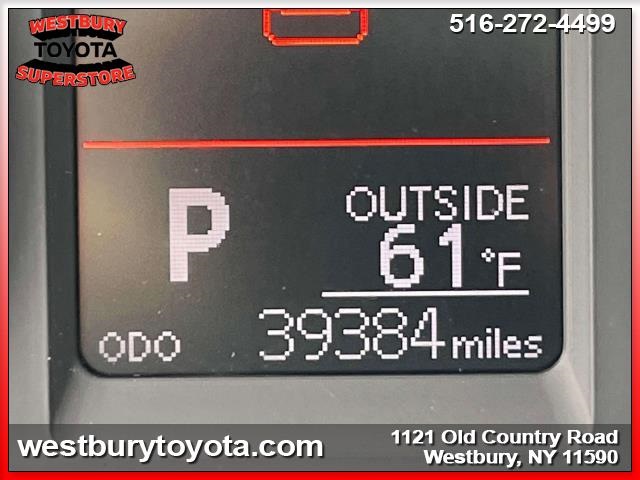 WESTBURY
TOYOTA
SUPERSTORE
516-272-4499
P
OUTSIDE
61°F
ODO 39384 miles
westburytoyota.com
1121 Old Country Road
Westbury, NY 11590